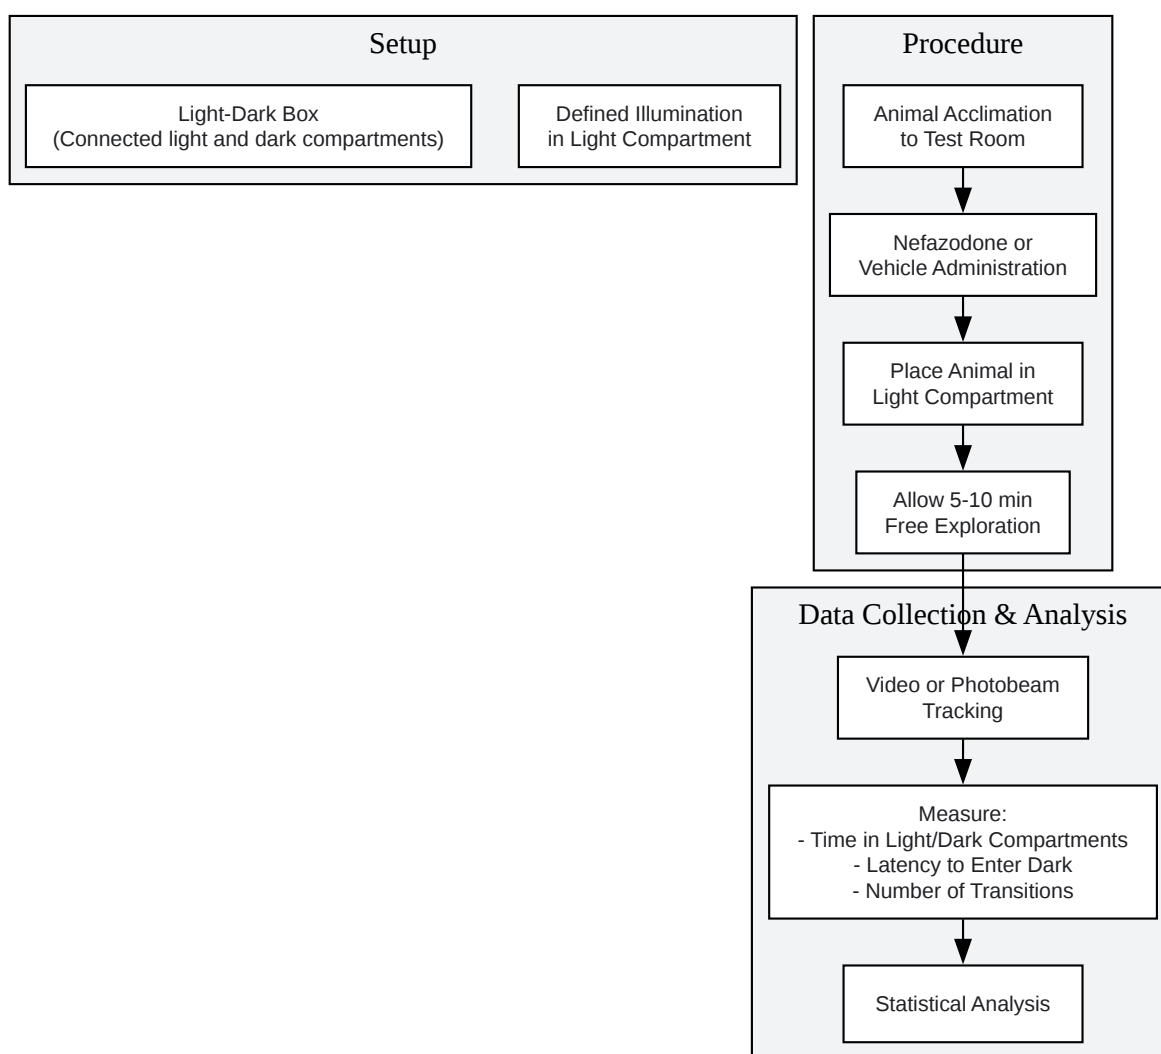 Setup
Light-Dark Box
(Connected light and dark compartments)
Defined Illumination
in Light Compartment
Procedure
Animal Acclimation
to Test Room
Nefazodone or
Vehicle Administration
Place Animal in
Light Compartment
Allow 5-10 min
Free Exploration
Data Collection & Analysis
Video or Photobeam
Tracking
Measure:
- Time in Light/Dark Compartments
- Latency to Enter Dark
- Number of Transitions
Statistical Analysis